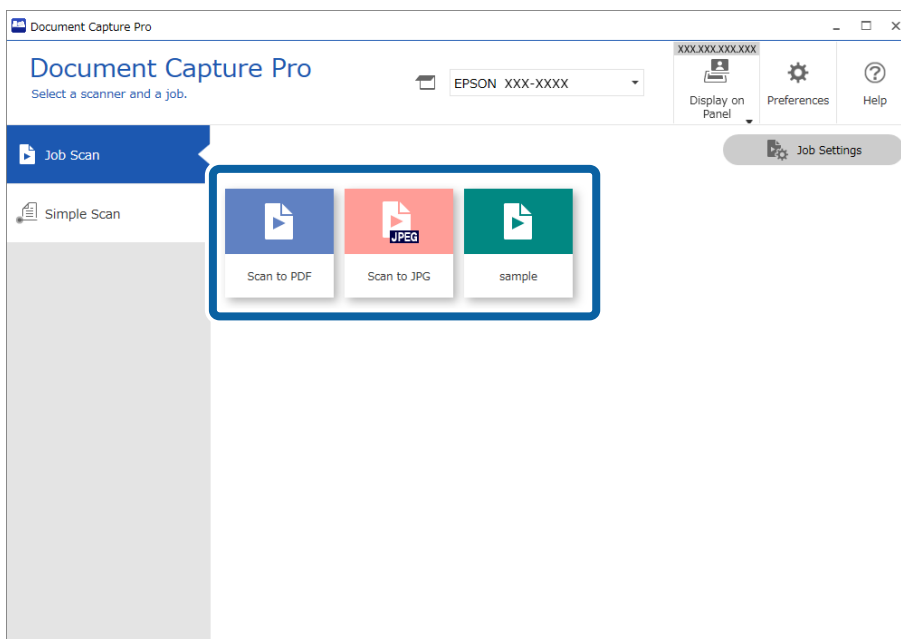 Document Capture Pro
Document Capture Pro
Select a scanner and a job.
EPSON XXX-XXXX
XXX.XXX.XXX.XXX
Display on
Panel
Preferences
Help
Job Scan
Job Settings
Simple Scan
JPEG
Scan to PDF
Scan to JPG
sample